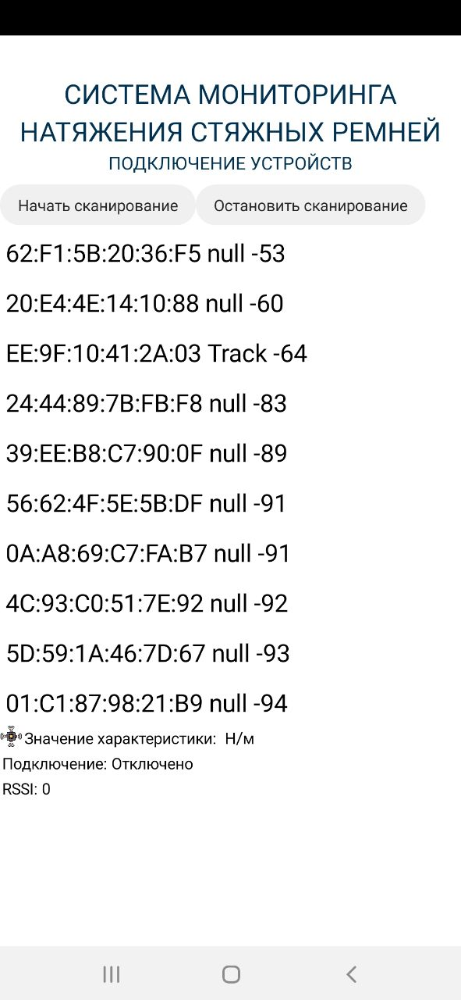 СИСТЕМА МОНИТОРИНГА
НАТЯЖЕНИЯ СТЯЖНЫХ РЕМНЕЙ
ПОДКЛЮЧЕНИЕ УСТРОЙСТВ
Начать сканирование Остановить сканирование
62:F1:5B:20:36:F5 null -53
20:E4:4E:14:10:88 null -60
EE:9F:10:41:2A:03 Track -64
24:44:89:7B:FB:F8 null -83
39:EE:B8:C7:90:0F null -89
56:62:4F:5E:5B:DF null -91
0A:A8:69:C7:FA:B7 null -91
4C:93:C0:51:7E:92 null -92
5D:59:1A:46:7D:67 null -93
01:C1:87:98:21:B9 null -94
Значение характеристики: Н/м
Подключение: Отключено
RSSI: 0